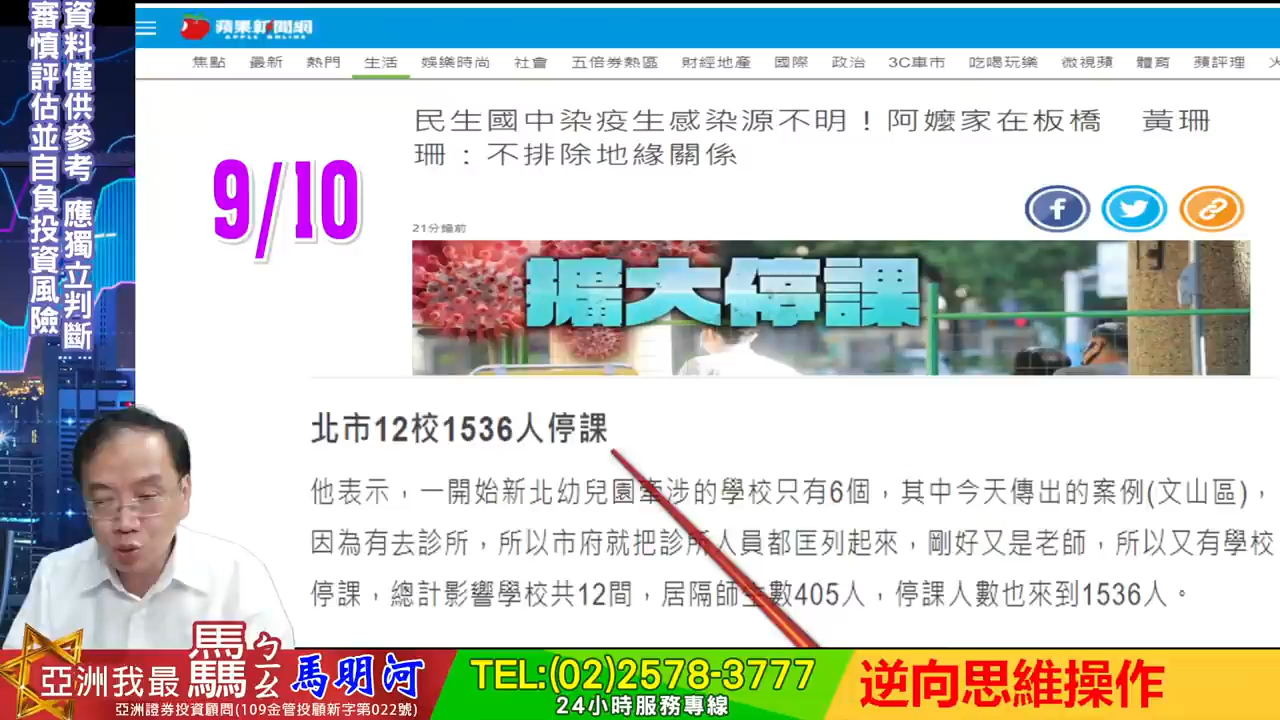 資料僅供參考 應獨立判斷
審慎評估並自負投資風險
蘋果新聞網
APPLE ONLINE
焦點 最新 熱門 生活 娛樂時尚 社會 五倍券熱區 財經地產 國際 政治 3C車市 吃喝玩樂 微視蘋 體育 蘋評理 火
民生國中染疫生感染源不明！阿嬤家在板橋 黃珊
珊：不排除地緣關係
9/10
21分鐘前
擴大停課
北市12校1536人停課
他表示，一開始新北幼兒園牽涉的學校只有6個，其中今天傳出的案例(文山區)，
因為有去診所，所以市府就把診所人員都匡列起來，剛好又是老師，所以又有學校
停課，總計影響學校共12間，居隔師生數405人，停課人數也來到1536人。
亞洲我最驫ㄅㄧㄠ馬明河
亞洲證券投資顧問(109金管投顧新字第022號)
TEL:(02)2578-3777
24小時服務專線
逆向思維操作